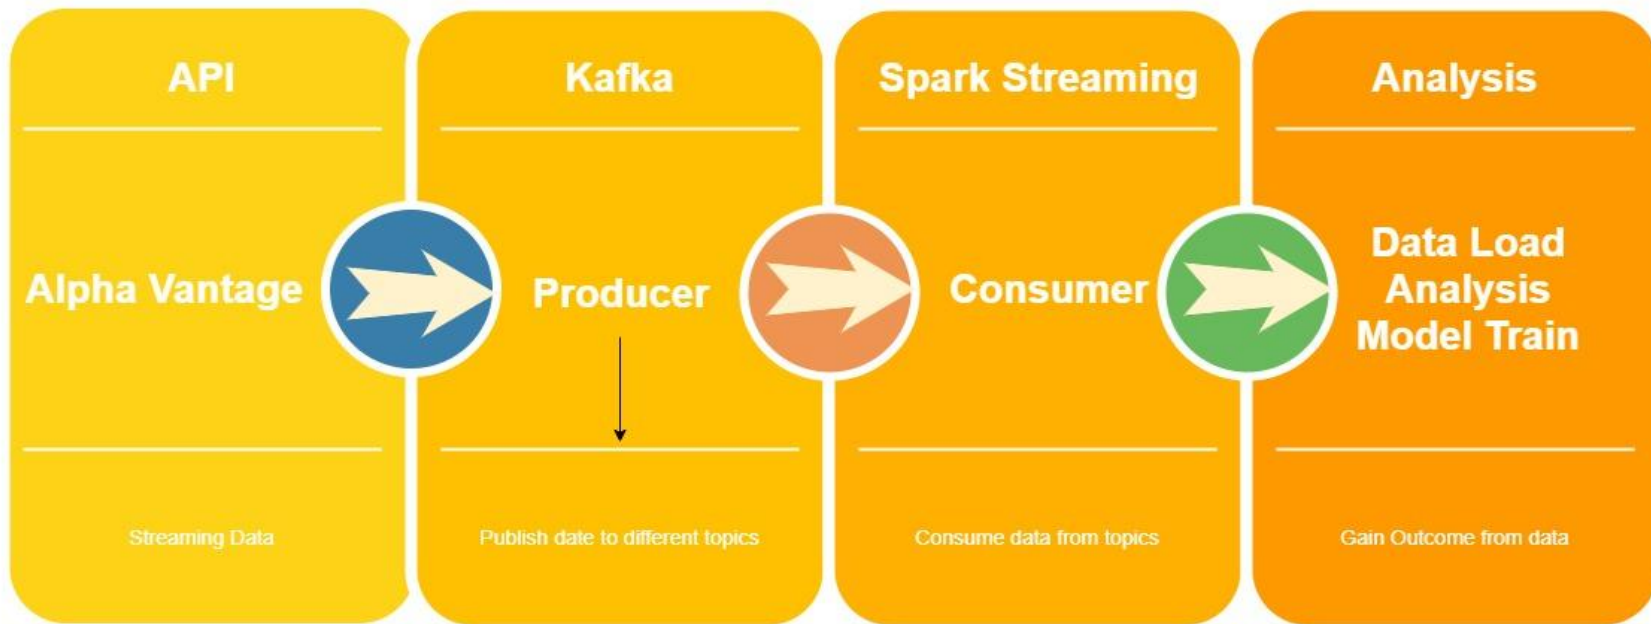 API
Kafka
Spark Streaming
Analysis
Alpha Vantage
Producer
Consumer
Data Load
Analysis
Model Train
Streaming Data
Publish date to different topics
Consume data from topics
Gain Outcome from data